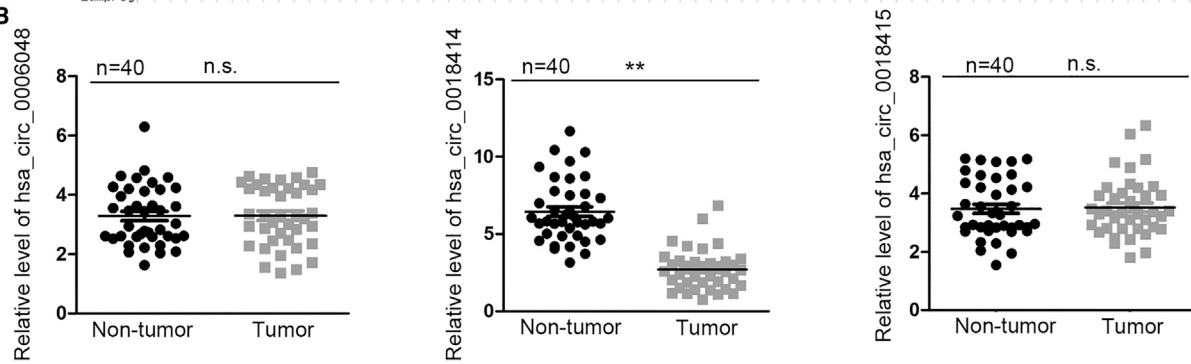 B
Relative level of hsa_circ_0006048
n=40 n.s.
8
6
4
2
0
Non-tumor Tumor
Relative level of hsa_circ_0018414
n=40 **
15
10
5
0
Non-tumor Tumor
Relative level of hsa_circ_0018415
n=40 n.s.
8
6
4
2
0
Non-tumor Tumor